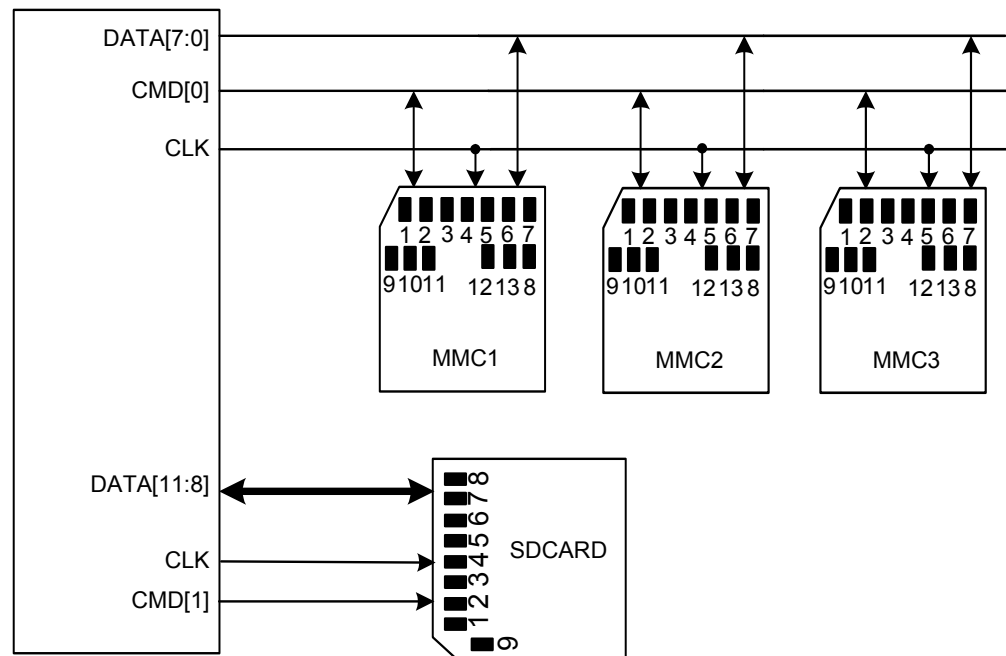 DATA[7:0]
CMD[0]
CLK
1 2 3 4 5 6 7
9 10 11 12 13 8
MMC1
1 2 3 4 5 6 7
9 10 11 12 13 8
MMC2
1 2 3 4 5 6 7
9 10 11 12 13 8
MMC3
DATA[11:8]
CLK
CMD[1]
8
7
6
5
4
3
2
1
9
SDCARD